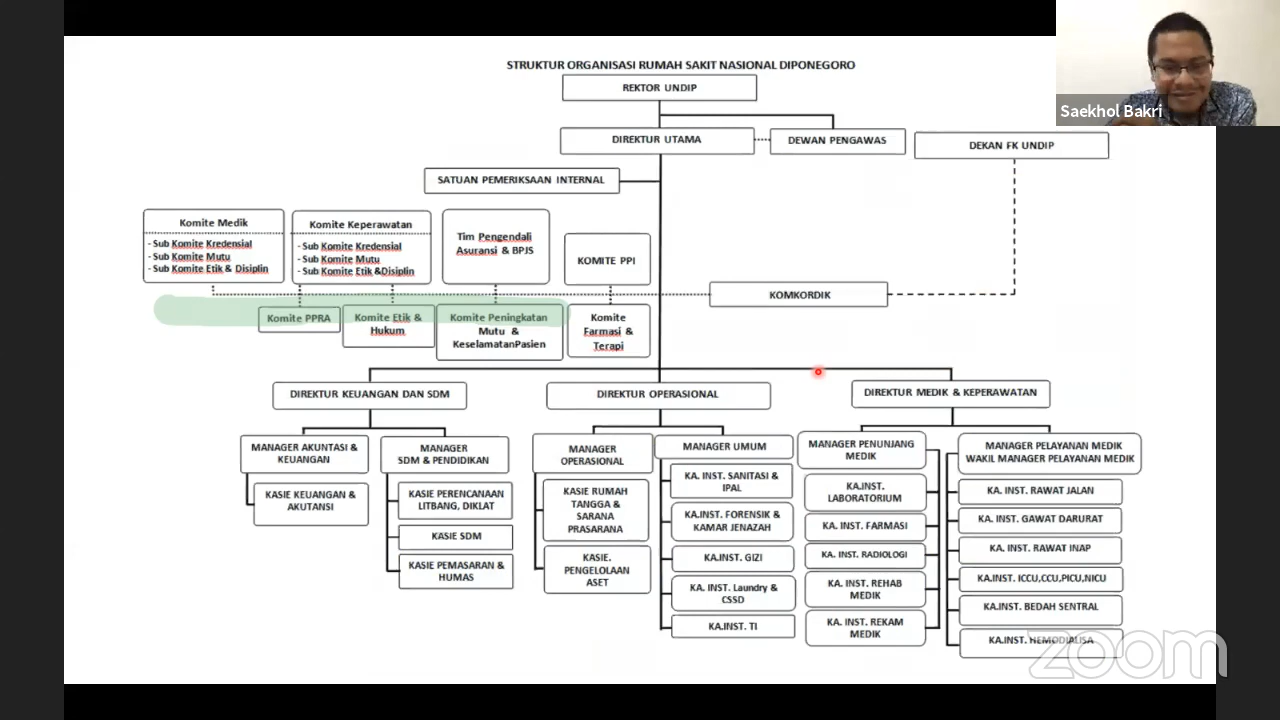 Saekhol Bakri
STRUKTUR ORGANISASI RUMAH SAKIT NASIONAL DIPONEGORO
REKTOR UNDIP
DIREKTUR UTAMA
DEWAN PENGAWAS
DEKAN FK UNDIP
SATUAN PEMERIKSAAN INTERNAL
Komite Medik
- Sub Komite Kredensial
- Sub Komite Mutu
- Sub Komite Etik & Disiplin
Komite Keperawatan
- Sub Komite Kredensial
- Sub Komite Mutu
- Sub Komite Etik &Disiplin
Tim Pengendali
Asuransi & BPJS
KOMITE PPI
KOMKORDIK
Komite PPRA
Komite Etik &
Hukum
Komite Peningkatan
Mutu &
KeselamatanPasien
Komite
Farmasi &
Terapi
DIREKTUR KEUANGAN DAN SDM
DIREKTUR OPERASIONAL
DIREKTUR MEDIK & KEPERAWATAN
MANAGER AKUNTASI &
KEUANGAN
KASIE KEUANGAN &
AKUTANSI
MANAGER
SDM & PENDIDIKAN
KASIE PERENCANAAN
LITBANG, DIKLAT
KASIE SDM
KASIE PEMASARAN &
HUMAS
MANAGER
OPERASIONAL
KASIE RUMAH
TANGGA &
SARANA
PRASARANA
KASIE.
PENGELOLAAN
ASET
MANAGER UMUM
KA. INST. SANITASI &
IPAL
KA.INST. FORENSIK &
KAMAR JENAZAH
KA.INST. GIZI
KA. INST. Laundry &
CSSD
KA.INST. TI
MANAGER PENUNJANG
MEDIK
KA.INST.
LABORATORIUM
KA. INST. FARMASI
KA. INST. RADIOLOGI
KA. INST. REHAB
MEDIK
KA. INST. REKAM
MEDIK
MANAGER PELAYANAN MEDIK
WAKIL MANAGER PELAYANAN MEDIK
KA. INST. RAWAT JALAN
KA. INST. GAWAT DARURAT
KA. INST. RAWAT INAP
KA.INST. ICCU,CCU,PICU,NICU
KA.INST. BEDAH SENTRAL
KA.INST. HEMODIALISA
zoom